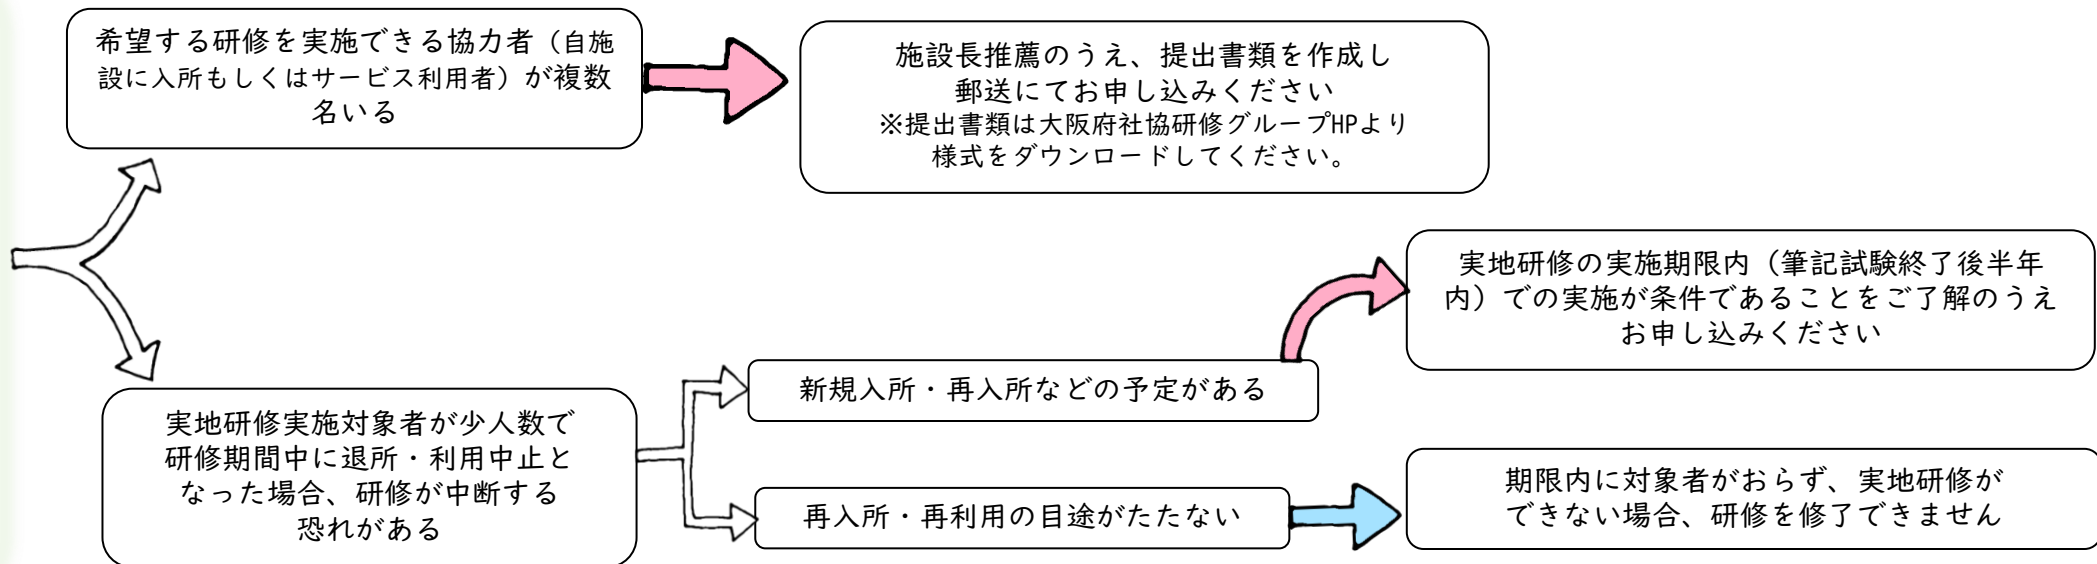 希望する研修を実施できる協力者（自施
設に入所もしくはサービス利用者）が複数
名いる
施設長推薦のうえ、提出書類を作成し
郵送にてお申し込みください
※提出書類は大阪府社協研修グループHPより
様式をダウンロードしてください。
実地研修の実施期限内（筆記試験終了後半年
内）での実施が条件であることをご了解のうえ
お申し込みください
新規入所・再入所などの予定がある
実地研修実施対象者が少人数で
研修期間中に退所・利用中止と
なった場合、研修が中断する
恐れがある
再入所・再利用の目途がたたない
期限内に対象者がおらず、実地研修が
できない場合、研修を修了できません